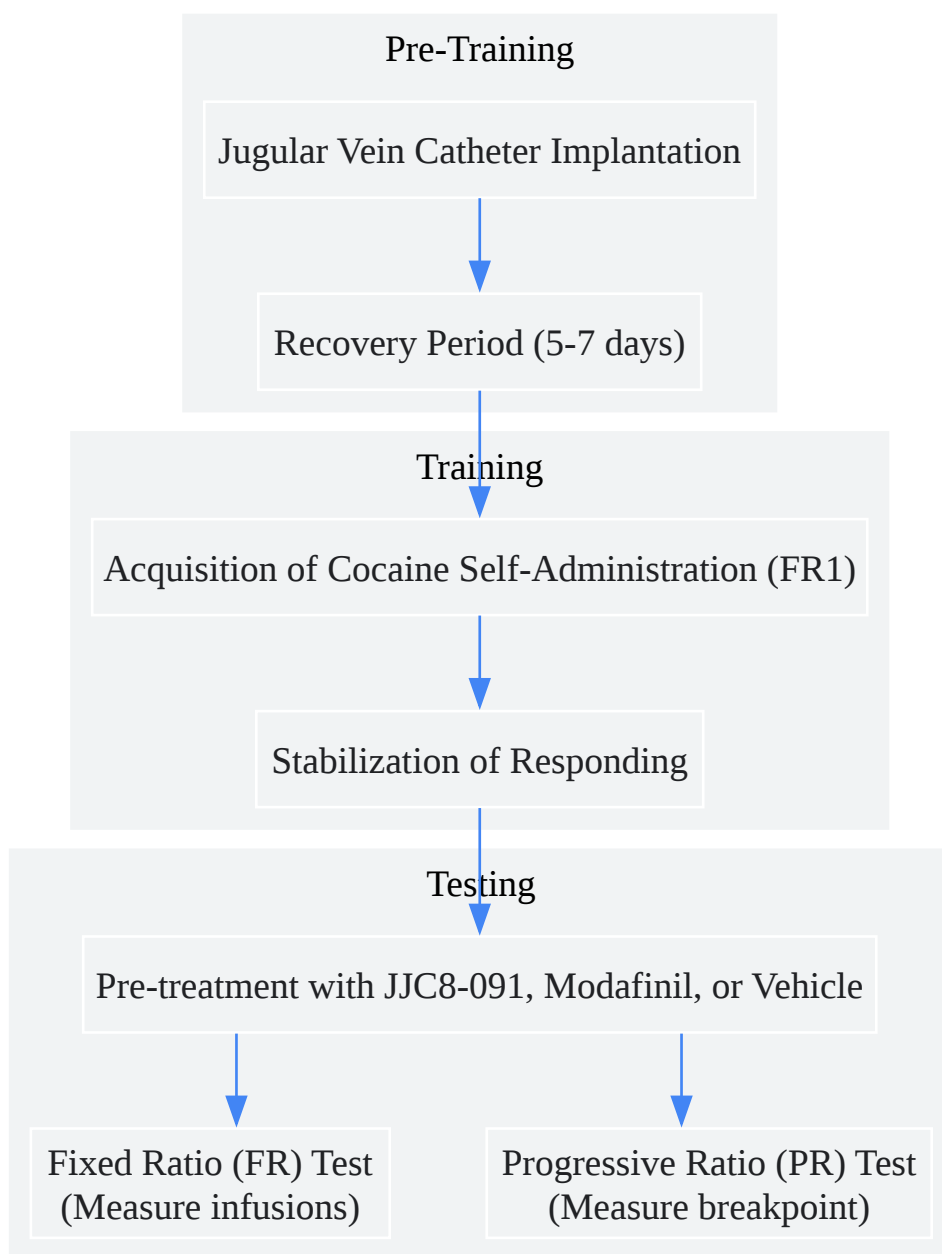 Pre-Training
Jugular Vein Catheter Implantation
Recovery Period (5-7 days)
Training
Acquisition of Cocaine Self-Administration (FR1)
Stabilization of Responding
Testing
Pre-treatment with JJC8-091, Modafinil, or Vehicle
Fixed Ratio (FR) Test
(Measure infusions)
Progressive Ratio (PR) Test
(Measure breakpoint)